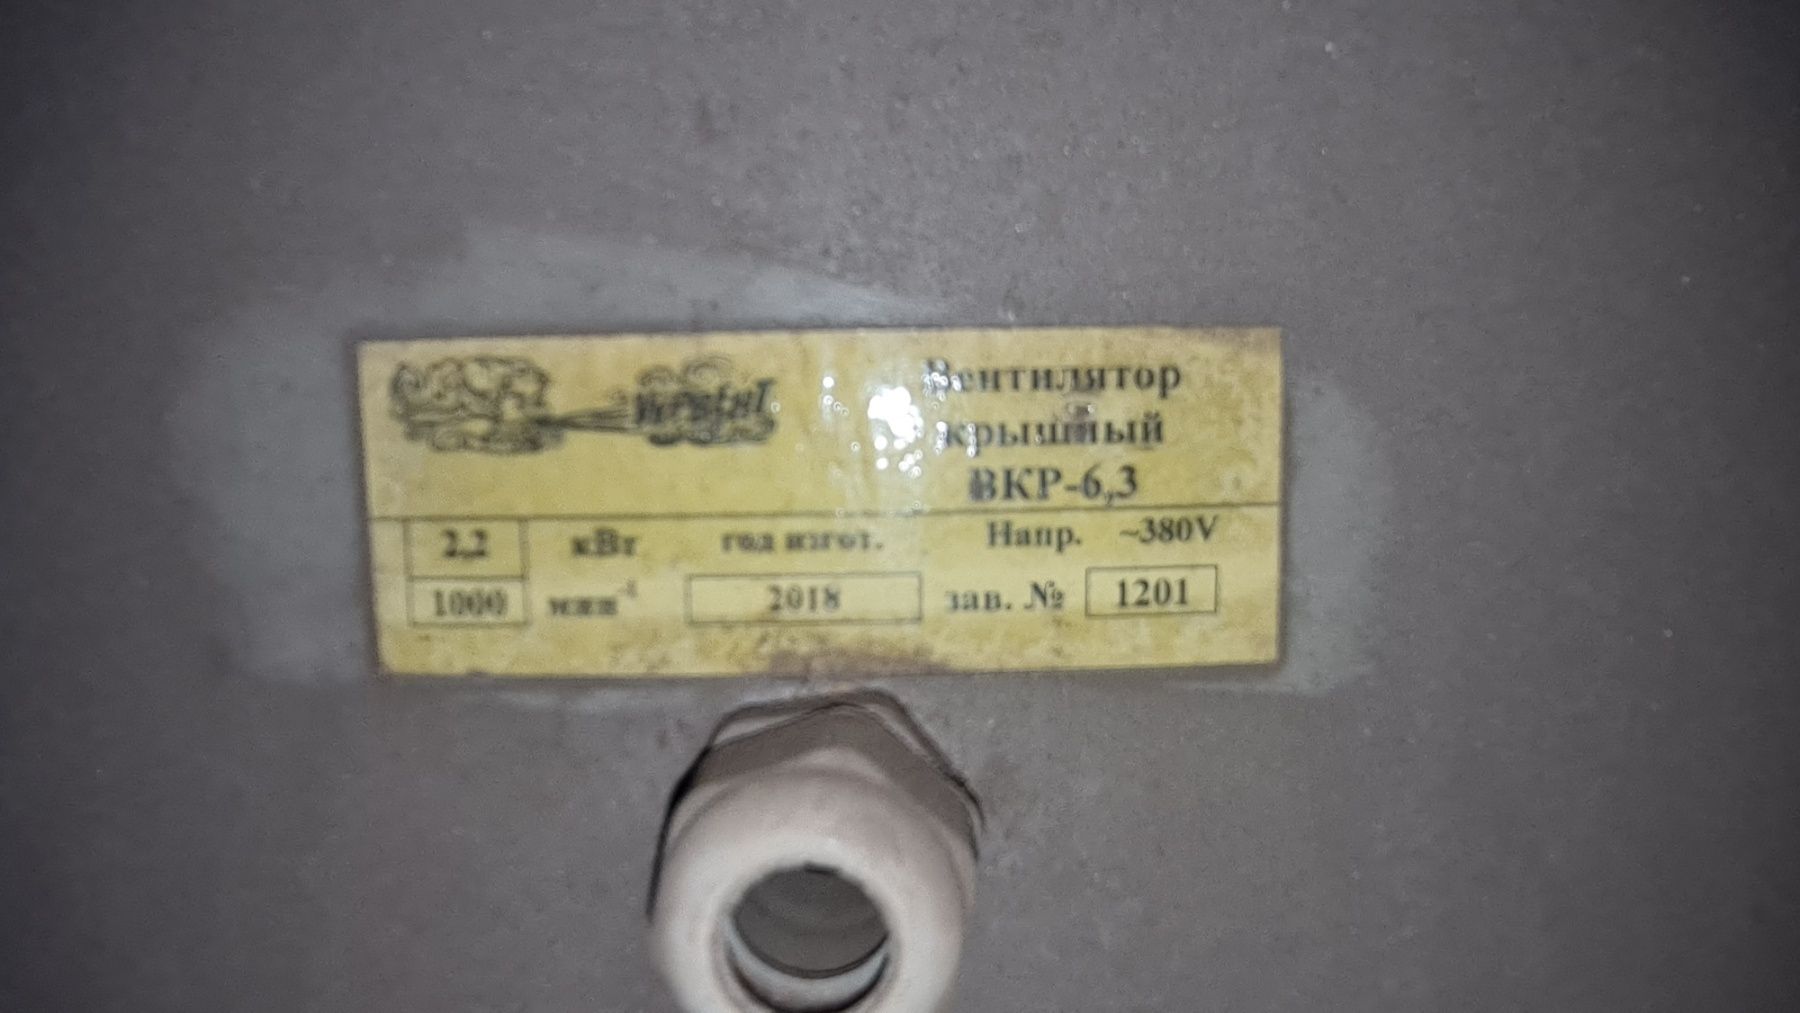 Вентилятор
крышный
ВКР-6,3
2,2 кВт год изгот. Напр. ~380V
1000 мин-1 2018 зав. № 1201